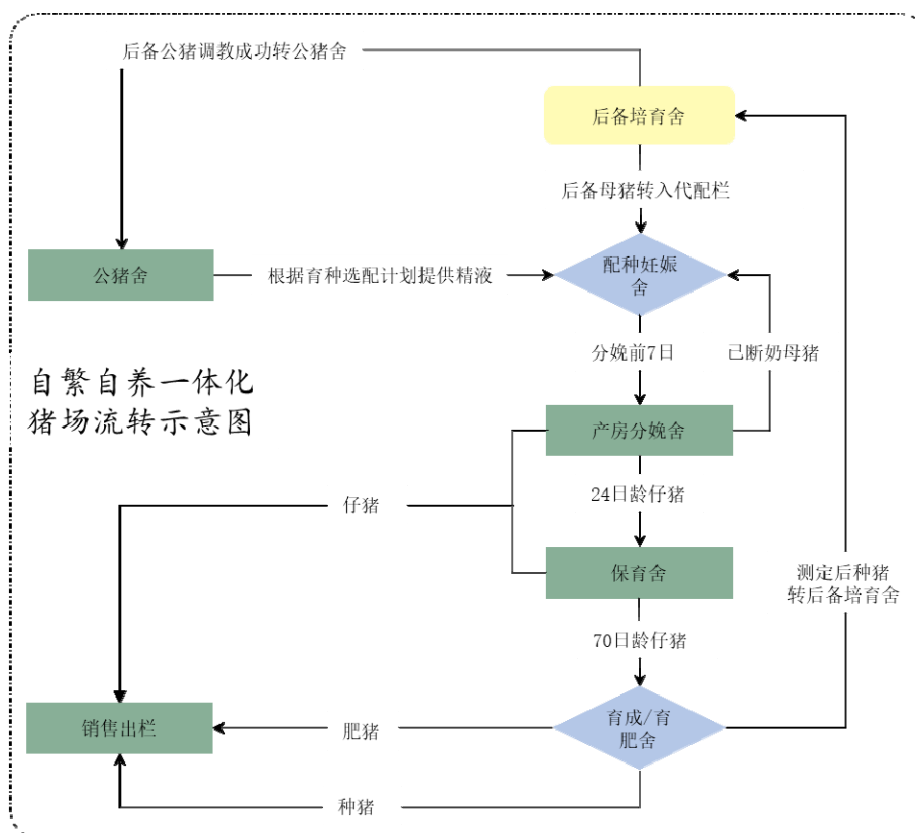 后备公猪调教成功转公猪舍
后备培育舍
后备母猪转入代配栏
公猪舍
根据育种选配计划提供精液
配种妊娠
舍
分娩前7日
已断奶母猪
自繁自养一体化
猪场流转示意图
产房分娩舍
24日龄仔猪
仔猪
保育舍
测定后种猪
转后备培育舍
70日龄仔猪
销售出栏
肥猪
育成/育
肥舍
种猪